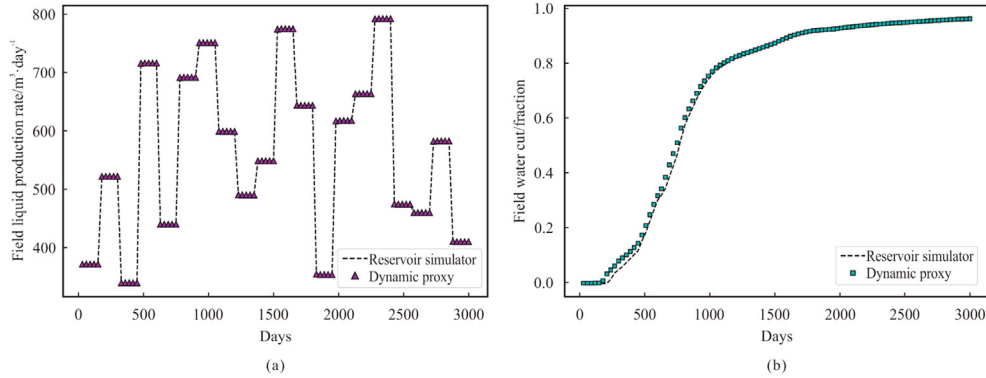 Field liquid production rate/m³·day⁻¹
800
700
600
500
400
0
500
1000
1500
2000
2500
3000
Days
Reservoir simulator
Dynamic proxy
(a)
Field water cut/fraction
1.0
0.8
0.6
0.4
0.2
0.0
0
500
1000
1500
2000
2500
3000
Days
Reservoir simulator
Dynamic proxy
(b)